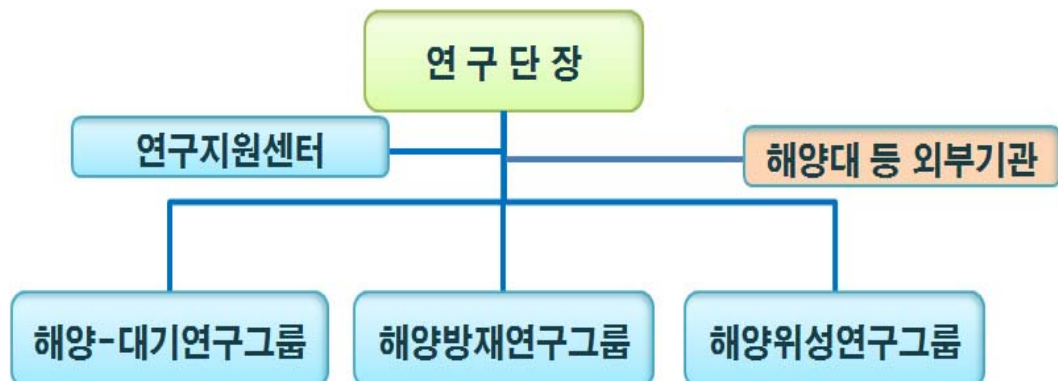 연 구 단 장
연구지원센터
해양대 등 외부기관
해양-대기연구그룹
해양방재연구그룹
해양위성연구그룹